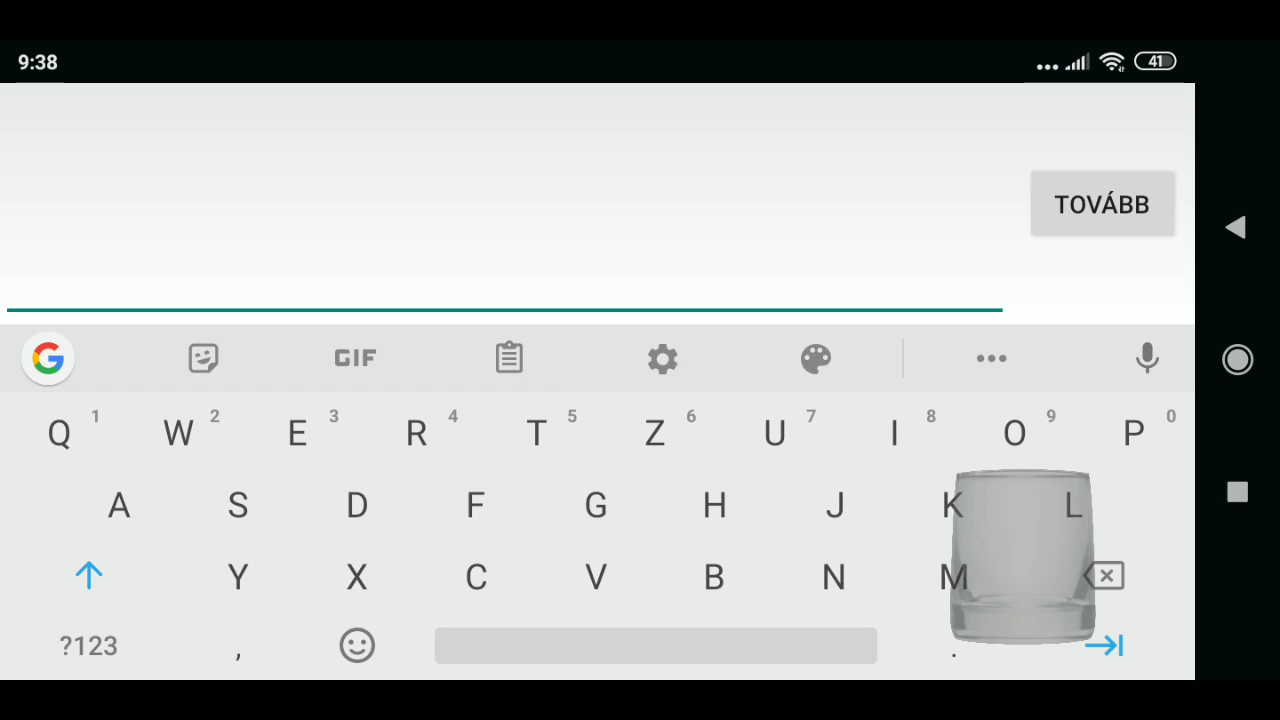 9:38
41
TOVÁBB
GIF
Q 1 W 2 E 3 R 4 T 5 Z 6 U 7 I 8 O 9 P 0
A S D F G H J K L
Y X C V B N M
?123 , .